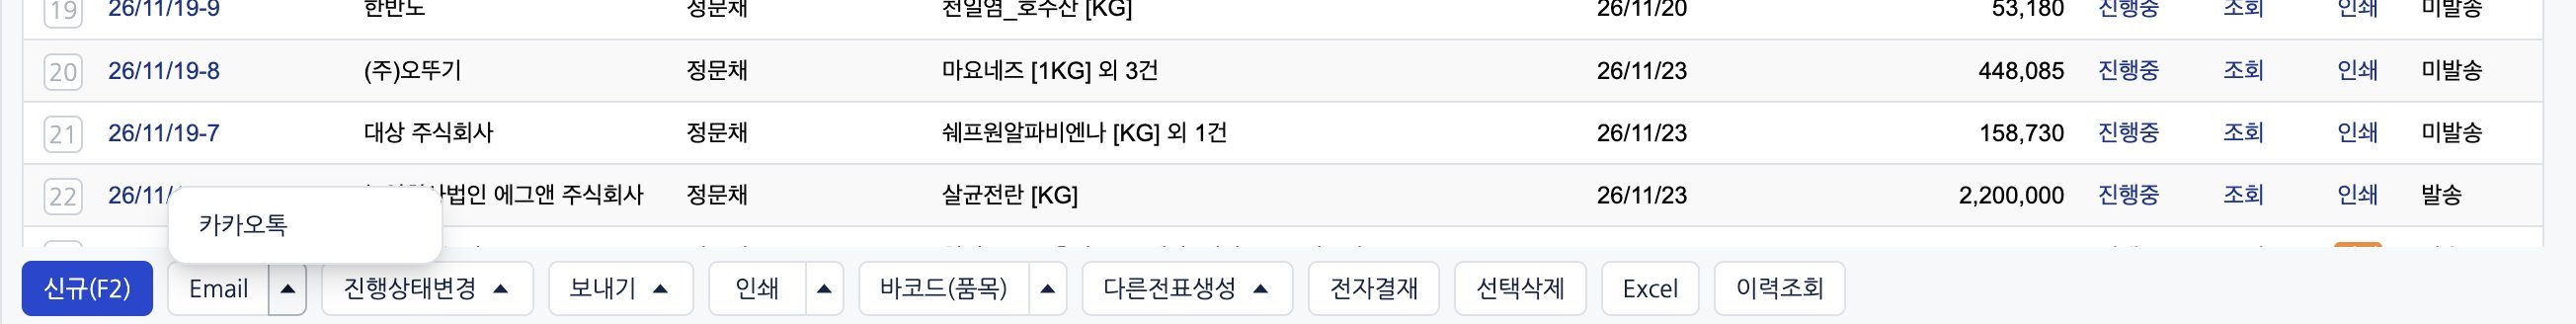 19 26/11/19-9 한반도 정문채 천일염_호주산 [KG] 26/11/20 53,180 진행중 조회 인쇄 미발송
20 26/11/19-8 (주)오뚜기 정문채 마요네즈 [1KG] 외 3건 26/11/23 448,085 진행중 조회 인쇄 미발송
21 26/11/19-7 대상 주식회사 정문채 쉐프원알파비엔나 [KG] 외 1건 26/11/23 158,730 진행중 조회 인쇄 미발송
22 26/11/ 법인 에그앤 주식회사 정문채 살균전란 [KG] 26/11/23 2,200,000 진행중 조회 인쇄 발송
카카오톡
신규(F2) Email ▲ 진행상태변경 ▲ 보내기 ▲ 인쇄 ▲ 바코드(품목) ▲ 다른전표생성 ▲ 전자결재 선택삭제 Excel 이력조회